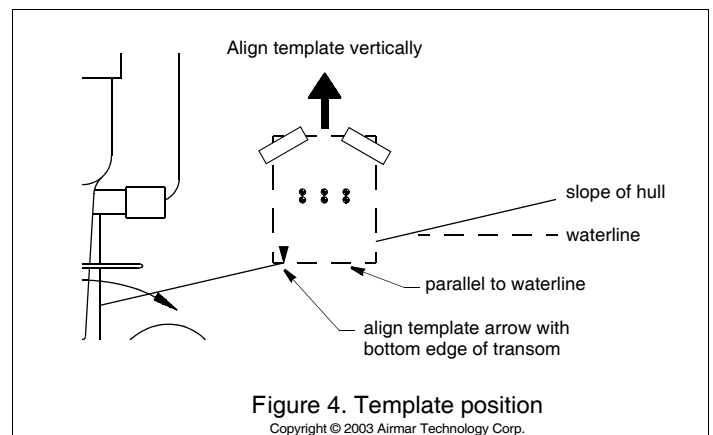 Align template vertically
slope of hull
waterline
parallel to waterline
align template arrow with
bottom edge of transom
Figure 4. Template position
Copyright © 2003 Airmar Technology Corp.